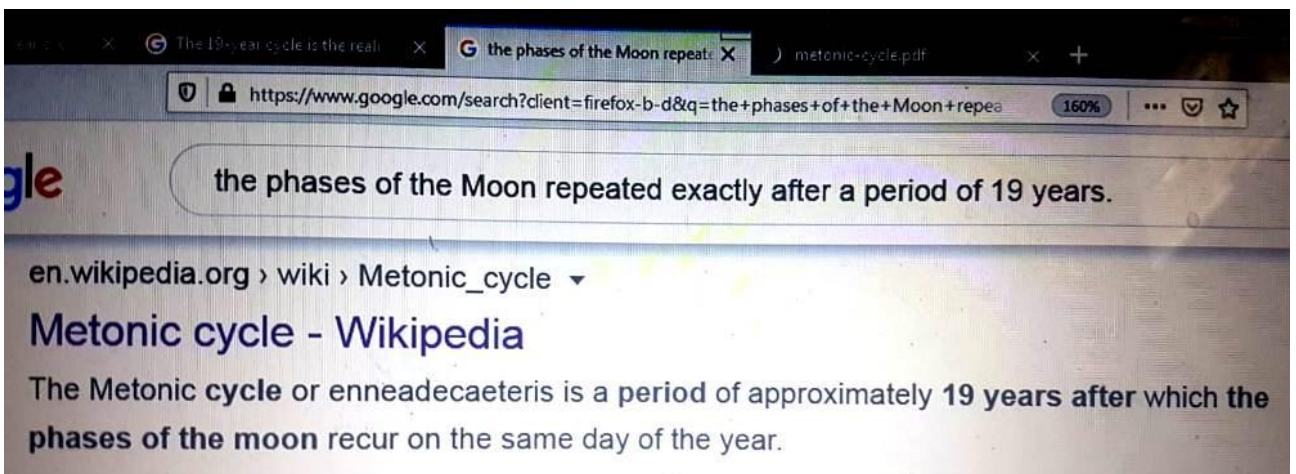 The 19-year cycle is the reali
the phases of the Moon repeate
metonic-cycle.pdf
https://www.google.com/search?client=firefox-b-d&q=the+phases+of+the+Moon+repea 160%
gle
the phases of the Moon repeated exactly after a period of 19 years.
en.wikipedia.org › wiki › Metonic_cycle
Metonic cycle - Wikipedia
The Metonic cycle or enneadecaeteris is a period of approximately 19 years after which the
phases of the moon recur on the same day of the year.